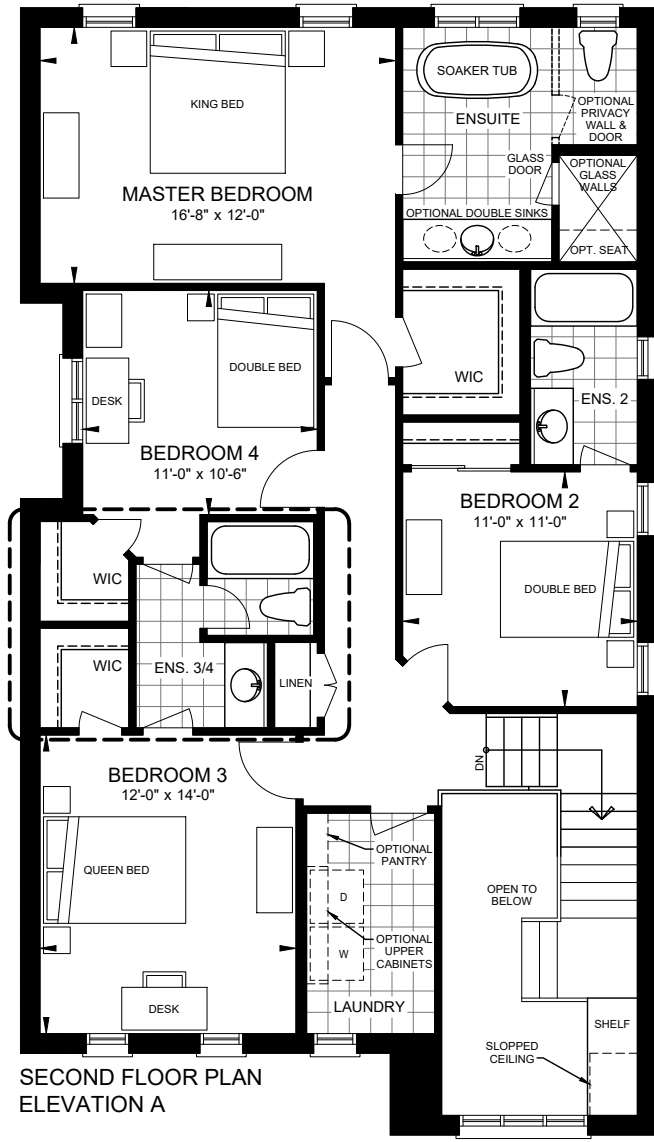 KING BED
MASTER BEDROOM
16'-8" x 12'-0"
SOAKER TUB
ENSUITE
OPTIONAL
PRIVACY
WALL &
DOOR
GLASS
DOOR
OPTIONAL
GLASS
WALLS
OPTIONAL DOUBLE SINKS
OPT. SEAT
WIC
ENS. 2
DOUBLE BED
DESK
BEDROOM 4
11'-0" x 10'-6"
BEDROOM 2
11'-0" x 11'-0"
DOUBLE BED
WIC
WIC
ENS. 3/4
LINEN
BEDROOM 3
12'-0" x 14'-0"
QUEEN BED
DESK
DN
OPTIONAL
PANTRY
D
W
OPTIONAL
UPPER
CABINETS
LAUNDRY
OPEN TO
BELOW
SHELF
SLOPPED
CEILING
SECOND FLOOR PLAN
ELEVATION A